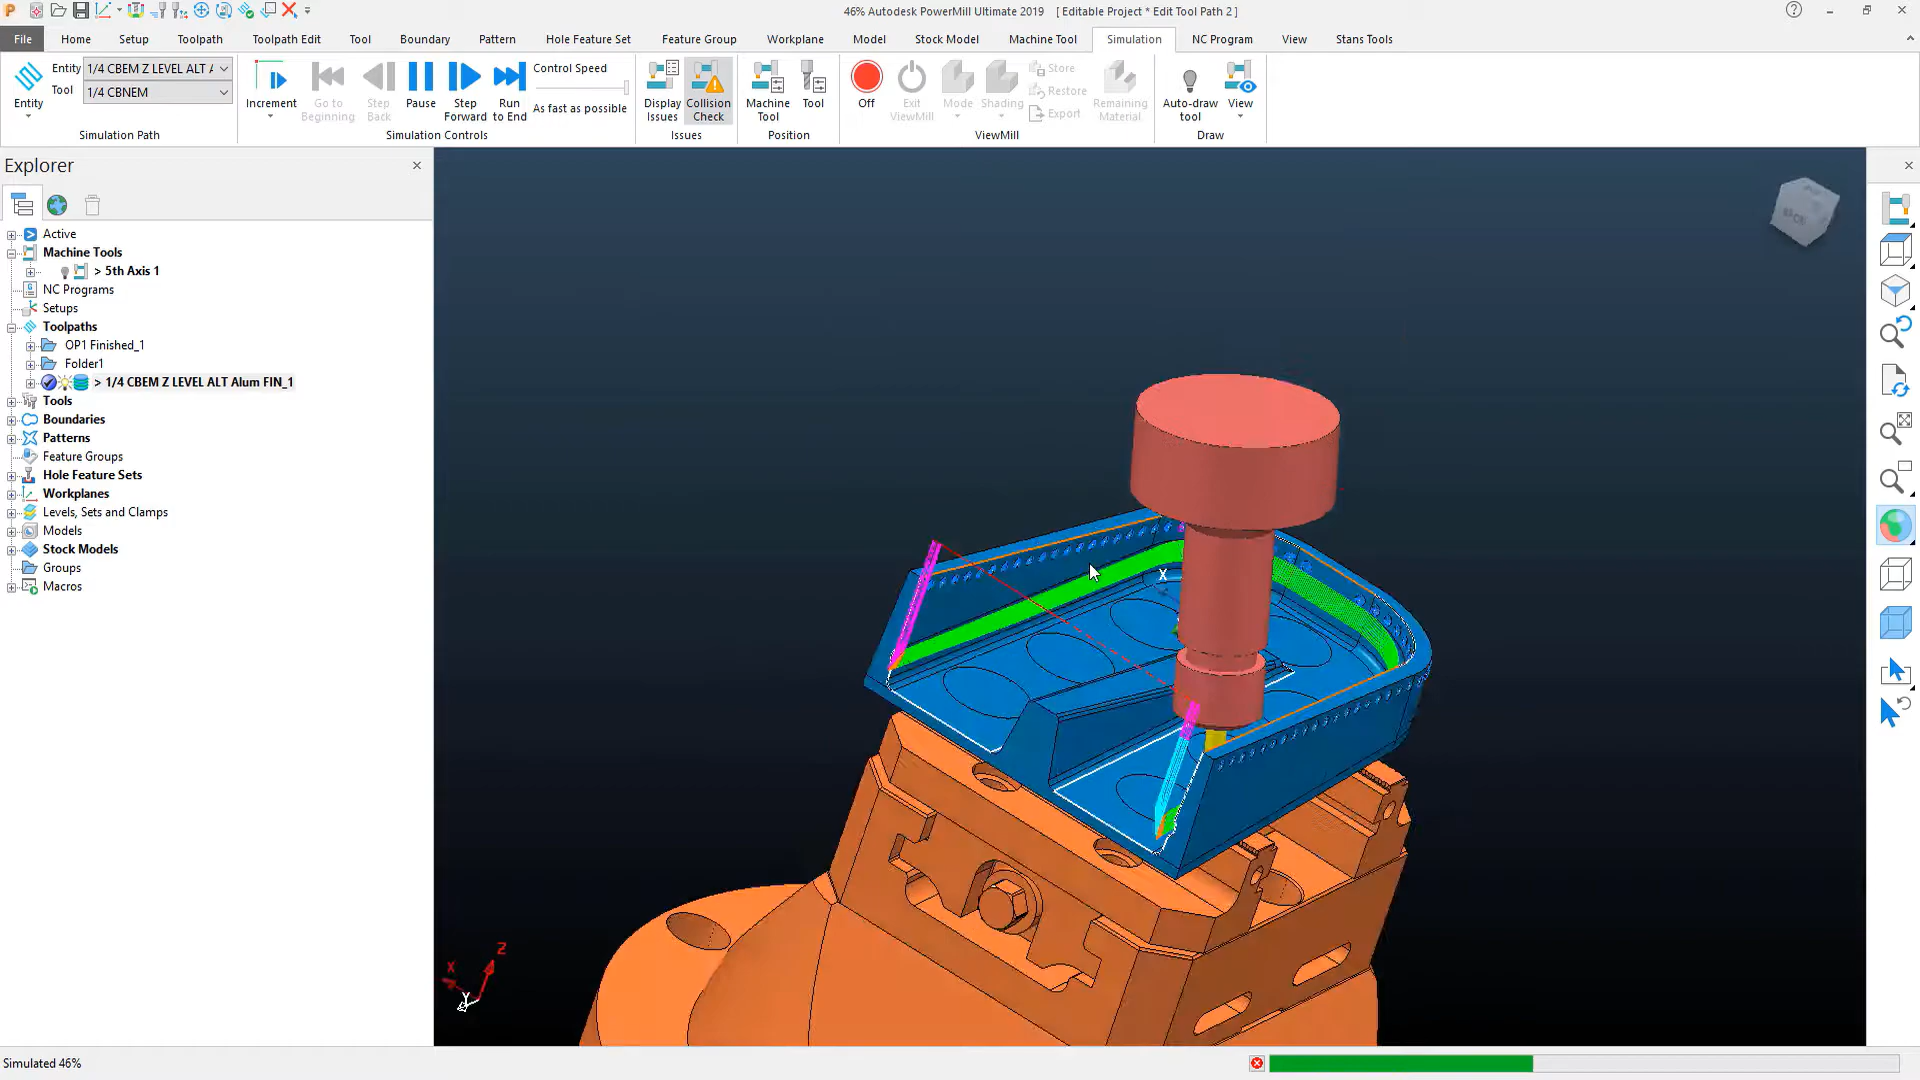 46% Autodesk PowerMill Ultimate 2019 [ Editable Project * Edit Tool Path 2 ]
File Home Setup Toolpath Toolpath Edit Tool Boundary Pattern Hole Feature Set Feature Group Workplane Model Stock Model Machine Tool Simulation NC Program View Stans Tools
Entity
Entity 1/4 CBEM Z LEVEL ALT A
Tool 1/4 CBNEM
Simulation Path
Increment
Go to Beginning
Step Back
Pause
Step Forward
Run to End
Control Speed
As fast as possible
Simulation Controls
Display Issues
Collision Check
Issues
Machine Tool
Tool
Position
Off
Exit ViewMill
Mode
Shading
Store
Restore
Export
Remaining Material
ViewMill
Auto-draw tool
View
Draw
Explorer
Active
Machine Tools
> 5th Axis 1
NC Programs
Setups
Toolpaths
OP1 Finished_1
Folder1
> 1/4 CBEM Z LEVEL ALT Alum FIN_1
Tools
Boundaries
Patterns
Feature Groups
Hole Feature Sets
Workplanes
Levels, Sets and Clamps
Models
Stock Models
Groups
Macros
X
Z
X
Y
Simulated 46%